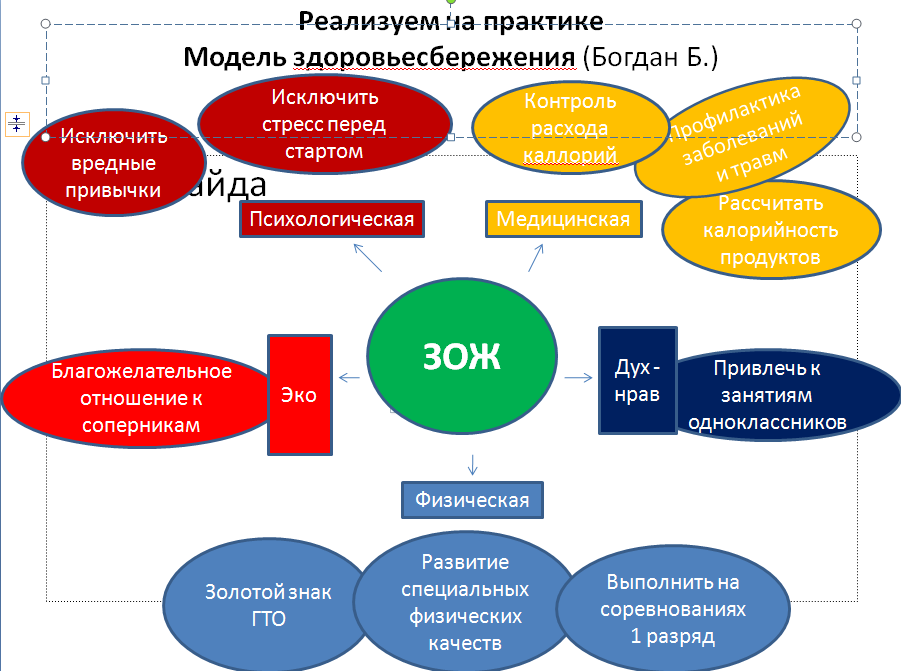 Реализуем на практике
Модель здоровьесбережения (Богдан Б.)
Исключить
вредные
привычки
Исключить
стресс перед
стартом
Контроль
расхода
каллорий
Профилактика
заболеваний
и травм
Рассчитать
калорийность
продуктов
айда
Психологическая
Медицинская
ЗОЖ
Благожелательное
отношение к
соперникам
Эко
Дух-
нрав
Привлечь к
занятиям
одноклассников
Физическая
Золотой знак
ГТО
Развитие
специальных
физических
качеств
Выполнить на
соревнованиях
1 разряд